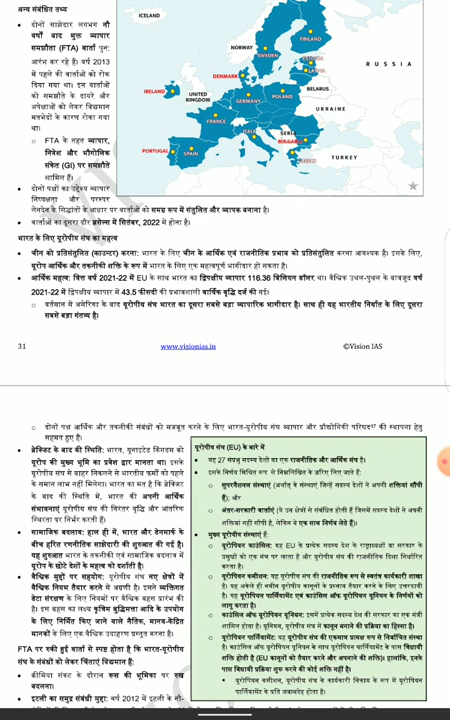 अन्य संबंधित तथ्य
दोनों साझेदार लगभग नौ
वर्षों बाद मुक्त व्यापार
समझौता (FTA) वार्ता पुन:
आरंभ कर रहे हैं। वर्ष 2013
में पहले की वार्ताओं को रोक
दिया गया था। इन वार्ताओं
को समझौते के दायरे और
अपेक्षाओं को लेकर विद्यमान
मतभेदों के कारण रोका गया
था।
o FTA के तहत व्यापार,
निवेश और भौगोलिक
संकेत (GI) पर समझौते
शामिल हैं।
दोनों पक्षों का उद्देश्य व्यापार
निष्पक्षता और परस्पर
लेनदेन के सिद्धांतों के आधार पर वार्ताओं को समग्र रूप में संतुलित और व्यापक बनाना है।
वार्ताओं का दूसरा दौर ब्रसेल्स में सितंबर, 2022 में होना है।
ICELAND
NORWAY
SWEDEN
FINLAND
ESTONIA
LATVIA
RUSSIA
DENMARK
IRELAND
UNITED
KINGDOM
GERMANY
POLAND
BELARUS
UKRAINE
FRANCE
ITALY
SERBIA
BULGARIA
PORTUGAL
SPAIN
GREECE
TURKEY
भारत के लिए यूरोपीय संघ का महत्व
चीन को प्रतिसंतुलित (काउन्टर) करना: भारत के लिए चीन के आर्थिक एवं राजनीतिक प्रभाव को प्रतिसंतुलित करना आवश्यक है। इसके लिए,
यूरोप आर्थिक और तकनीकी शक्ति के रूप में भारत के लिए एक महत्वपूर्ण भागीदार हो सकता है।
आर्थिक महत्व: वित्त वर्ष 2021-22 में EU के साथ भारत का द्विपक्षीय व्यापार 116.36 बिलियन डॉलर था। वैश्विक उथल-पुथल के बावजूद वर्ष
2021-22 में द्विपक्षीय व्यापार में 43.5 फीसदी की प्रभावशाली वार्षिक वृद्धि दर्ज की गई।
o वर्तमान में अमेरिका के बाद यूरोपीय संघ भारत का दूसरा सबसे बड़ा व्यापारिक भागीदार है। साथ ही यह भारतीय निर्यात के लिए दूसरा
सबसे बड़ा गंतव्य है।
31 www.visionias.in ©Vision IAS
o दोनों पक्ष आर्थिक और तकनीकी संबंधों को मजबूत करने के लिए भारत-यूरोपीय संघ व्यापार और प्रौद्योगिकी परिषद की स्थापना हेतु
सहमत हुए हैं।
ब्रेक्जिट के बाद की स्थिति: भारत, यूनाइटेड किंगडम को
यूरोप की मुख्य भूमि का प्रवेश द्वार मानता था। इसके
यूरोप संघ से बाहर निकलने से भारतीय फर्मों को पहले
के समान लाभ नहीं मिलेगा। भारत का मत है कि ब्रेक्जिट
के बाद की स्थिति में, भारत की अपनी आर्थिक
संभावनाएं यूरोपीय संघ की निरंतर वृद्धि और आंतरिक
स्थिरता पर निर्भर करती हैं।
सामाजिक बदलाव: हाल ही में, भारत और डेनमार्क के
बीच हरित रणनीतिक साझेदारी की शुरुआत की गई है।
यह शुरुआत भारत के तकनीकी एवं सामाजिक बदलाव में
यूरोप के छोटे देशों के महत्व को दर्शाती है।
वैश्विक मुद्दों पर सहयोग: यूरोपीय संघ नए क्षेत्रों में
वैश्विक नियम तैयार करने में अग्रणी है। इसने व्यक्तिगत
डेटा संरक्षण के लिए नियमों पर वैश्विक बहस प्रारंभ की
है। इस बहस का लक्ष्य कृत्रिम बुद्धिमत्ता आदि के उपयोग
के लिए निर्मित किए जाने वाले नैतिक, मानव-केंद्रित
मानकों के लिए एक वैश्विक उदाहरण प्रस्तुत करना है।
FTA पर रुकी हुई वार्ता से स्पष्ट होता है कि भारत-यूरोपीय
संघ के संबंधों को लेकर चिंताएं विद्यमान हैं:
क्रीमिया संकट के दौरान रूस की भूमिका पर रुख
बदलना।
इटली का समुद्र संबंधी मुद्दा: वर्ष 2012 में इटली के नौ-
यूरोपीय संघ (EU) के बारे में
यह 27 संप्रभु सदस्य देशों का एक राजनीतिक और आर्थिक संघ है।
इसके निर्णय मिश्रित रूप से निम्नलिखित के जरिए लिए जाते हैं:
o सुपरनैशनल संस्थाएं (अर्थात् वे संस्थाएं जिन्हें सदस्य देशों ने अपनी शक्तियां सौंपी
हैं); और
o अंतर-सरकारी वार्ताएं (ये उन क्षेत्रों से संबंधित होती हैं जिनमें सदस्य देशों ने अपनी
शक्तियां नहीं सौंपी हैं, लेकिन वे एक साथ निर्णय लेते हैं)।
मुख्य यूरोपीय संस्थाएं हैं:
o यूरोपियन काउंसिल: यह EU के प्रत्येक सदस्य देश के राष्ट्राध्यक्षों या सरकार के
प्रमुखों को एक मंच पर लाता है और यूरोपीय संघ की राजनीतिक दिशा निर्धारित
करता है।
o यूरोपियन कमीशन: यह यूरोपीय संघ की राजनीतिक रूप से स्वतंत्र कार्यकारी शाखा
है। यह अकेले ही नवीन यूरोपीय कानूनों के प्रस्ताव तैयार करने के लिए उत्तरदायी
है। यह यूरोपियन पार्लियामेंट एवं काउंसिल ऑफ यूरोपियन यूनियन के निर्णयों को
लागू करता है।
o काउंसिल ऑफ यूरोपियन यूनियन: इसमें प्रत्येक सदस्य देश की सरकार का एक मंत्री
शामिल होता है। यूनियन, यूरोपीय संघ में कानून बनाने की प्रक्रिया का हिस्सा है।
o यूरोपियन पार्लियामेंट: यह यूरोपीय संघ की एकमात्र प्रत्यक्ष रूप से निर्वाचित संस्था
है। काउंसिल ऑफ यूरोपियन यूनियन के साथ यूरोपियन पार्लियामेंट के पास विधायी
शक्ति होती है (EU कानूनों को तैयार करने और अपनाने की शक्ति)। हालांकि, इनके
पास विधायी प्रक्रिया शुरू करने की कोई शक्ति नहीं है।
यूरोपियन कमीशन, यूरोपीय संघ के कार्यकारी निकाय के रूप में यूरोपियन
पार्लियामेंट के प्रति जवाबदेह होता है।